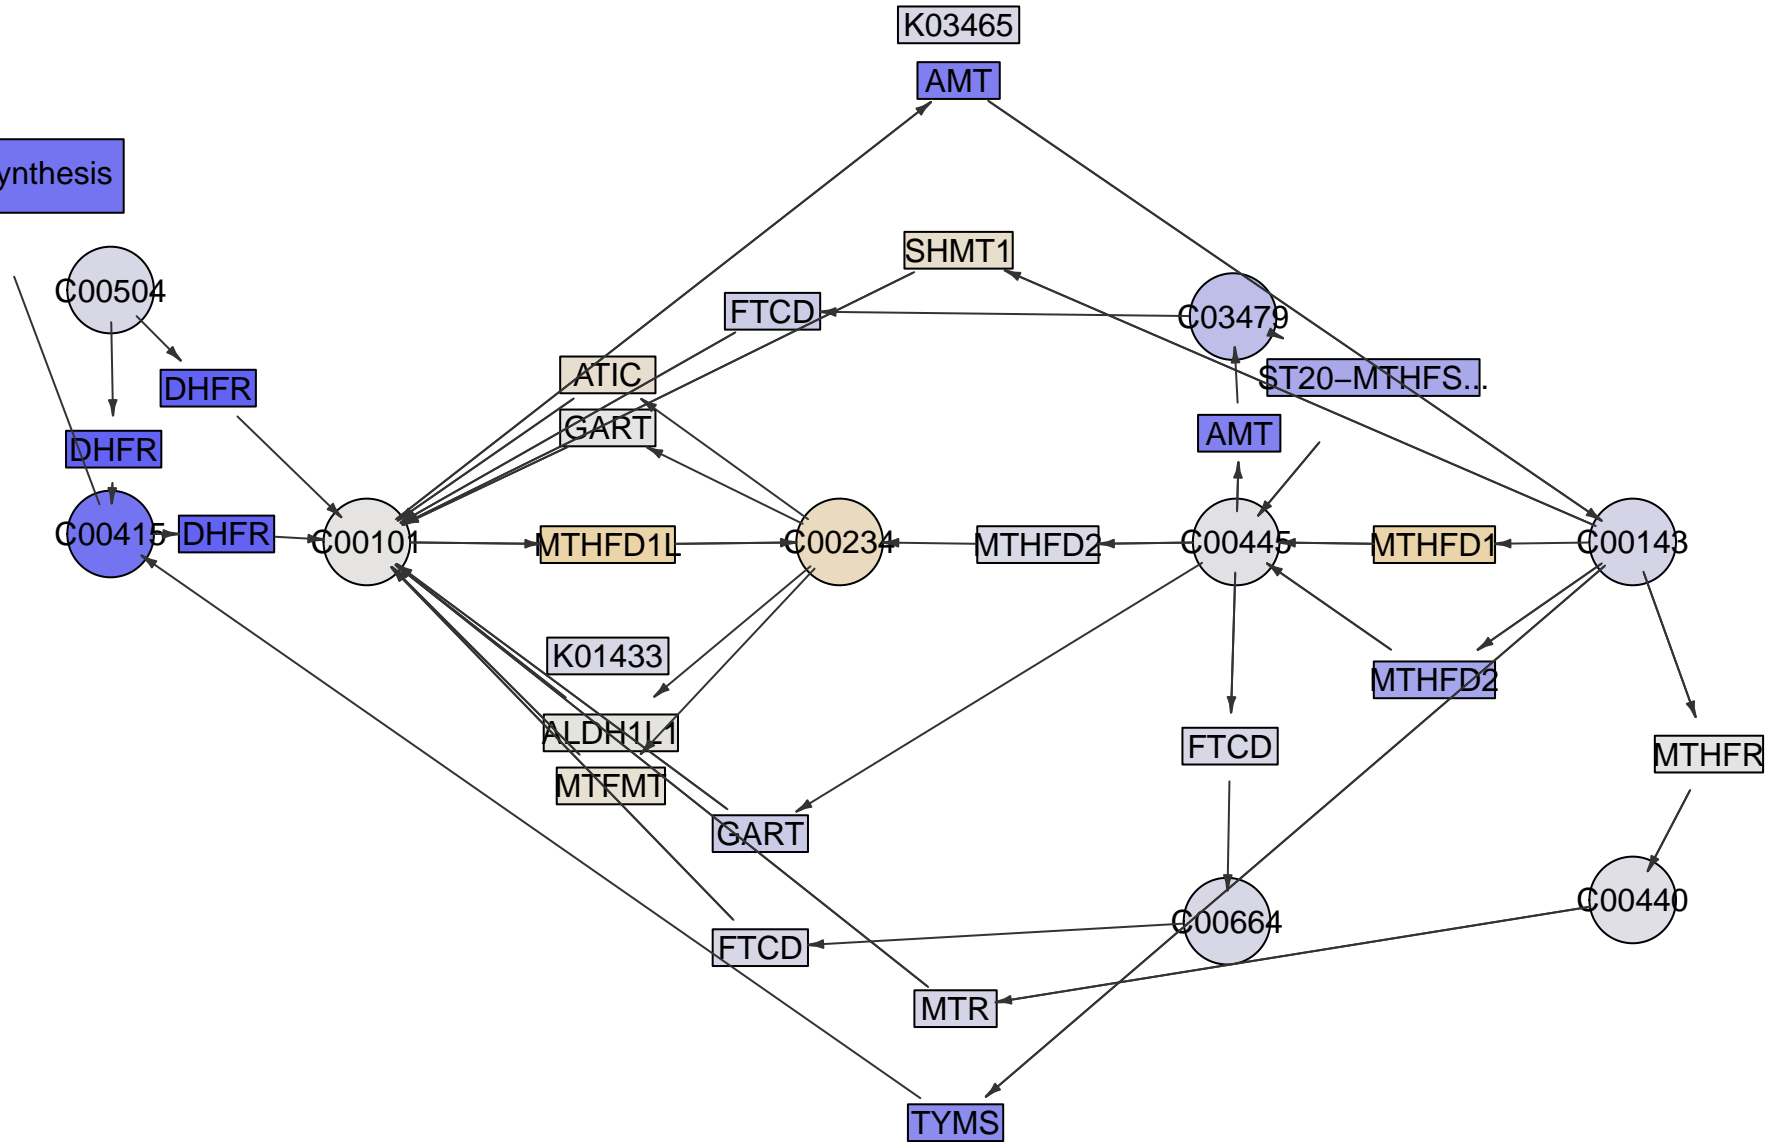 K03465
AMT
ynthesis
SHMT1
C00504
FTCD
C03479
ATIC
ST20−MTHFS...
DHFR
GART
AMT
DHFR
C00415
DHFR
C00101
MTHFD1L
C00234
MTHFD2
C00445
MTHFD1
C00143
K01433
MTHFD2
ALDH1L1
FTCD
MTHFR
MTFMT
GART
C00440
C00664
FTCD
MTR
TYMS